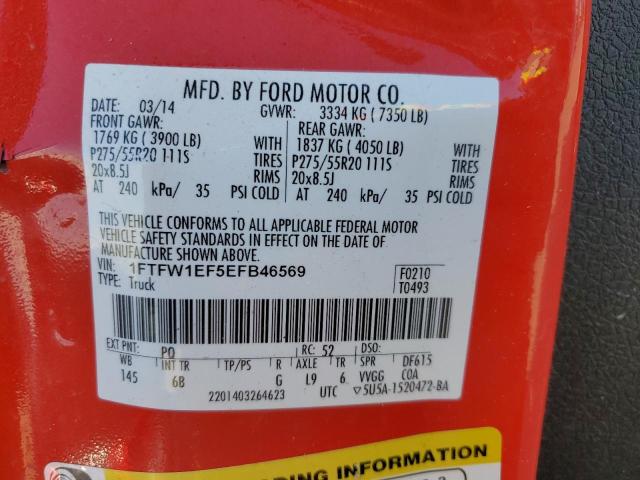 MFD. BY FORD MOTOR CO.
DATE: 03/14 GVWR: 3334 KG ( 7350 LB)
FRONT GAWR: REAR GAWR:
1769 KG ( 3900 LB) WITH 1837 KG ( 4050 LB) WITH
P275/55R20 111S TIRES P275/55R20 111S TIRES
20x8.5J RIMS 20x8.5J RIMS
AT 240 kPa/ 35 PSI COLD AT 240 kPa/ 35 PSI COLD
THIS VEHICLE CONFORMS TO ALL APPLICABLE FEDERAL MOTOR
VEHICLE SAFETY STANDARDS IN EFFECT ON THE DATE OF
MANUFACTURE SHOWN ABOVE.
VIN: 1FTFW1EF5EFB46569 F0210
TYPE: Truck T0493
EXT PNT: PQ RC: 52 DSO:
WB INT TR TP/PS R AXLE TR SPR DF615
145 6B G L9 6 VVGG COA
2201403264623 UTC ▽5U5A-1520472-BA
DING INFORMATION